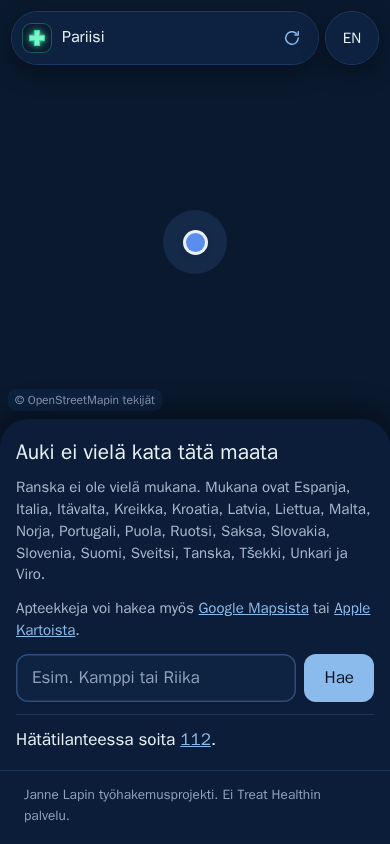 Pariisi
EN
© OpenStreetMapin tekijät
Auki ei vielä kata tätä maata
Ranska ei ole vielä mukana. Mukana ovat Espanja,
Italia, Itävalta, Kreikka, Kroatia, Latvia, Liettua, Malta,
Norja, Portugali, Puola, Ruotsi, Saksa, Slovakia,
Slovenia, Suomi, Sveitsi, Tanska, Tšekki, Unkari ja
Viro.
Apteekkeja voi hakea myös Google Mapsista tai Apple
Kartoista.
Esim. Kamppi tai Riika
Hae
Hätätilanteessa soita 112.
Janne Lapin työhakemusprojekti. Ei Treat Healthin
palvelu.